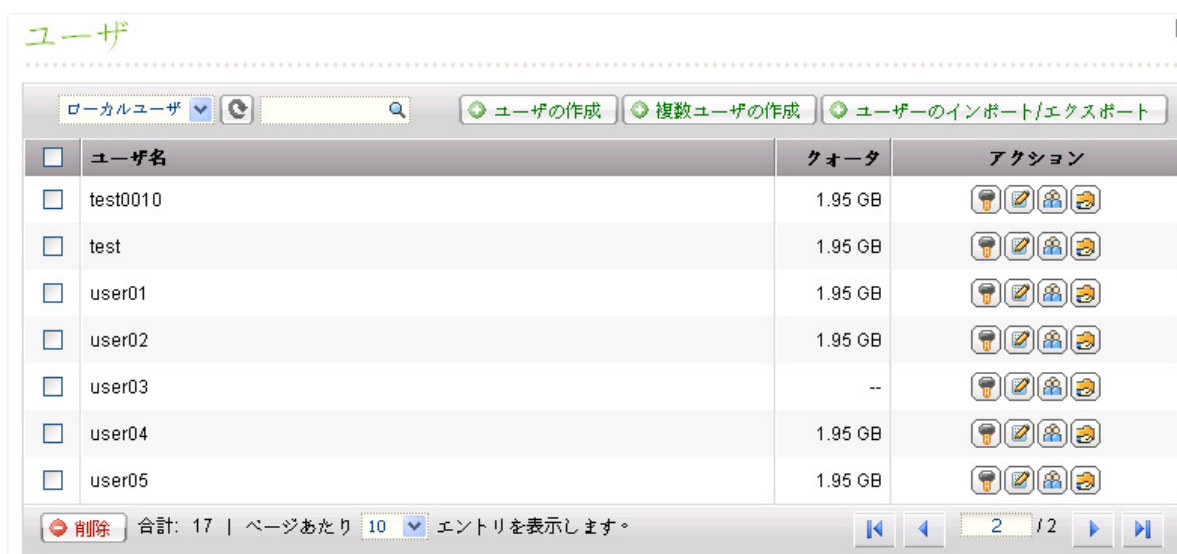 ユーザ
ローカルユーザ ユーザの作成 複数ユーザの作成 ユーザーのインポート/エクスポート
ユーザ名 クォータ アクション
test0010 1.95 GB
test 1.95 GB
user01 1.95 GB
user02 1.95 GB
user03 --
user04 1.95 GB
user05 1.95 GB
削除 合計: 17 | ページあたり 10 エントリを表示します。 2 /2